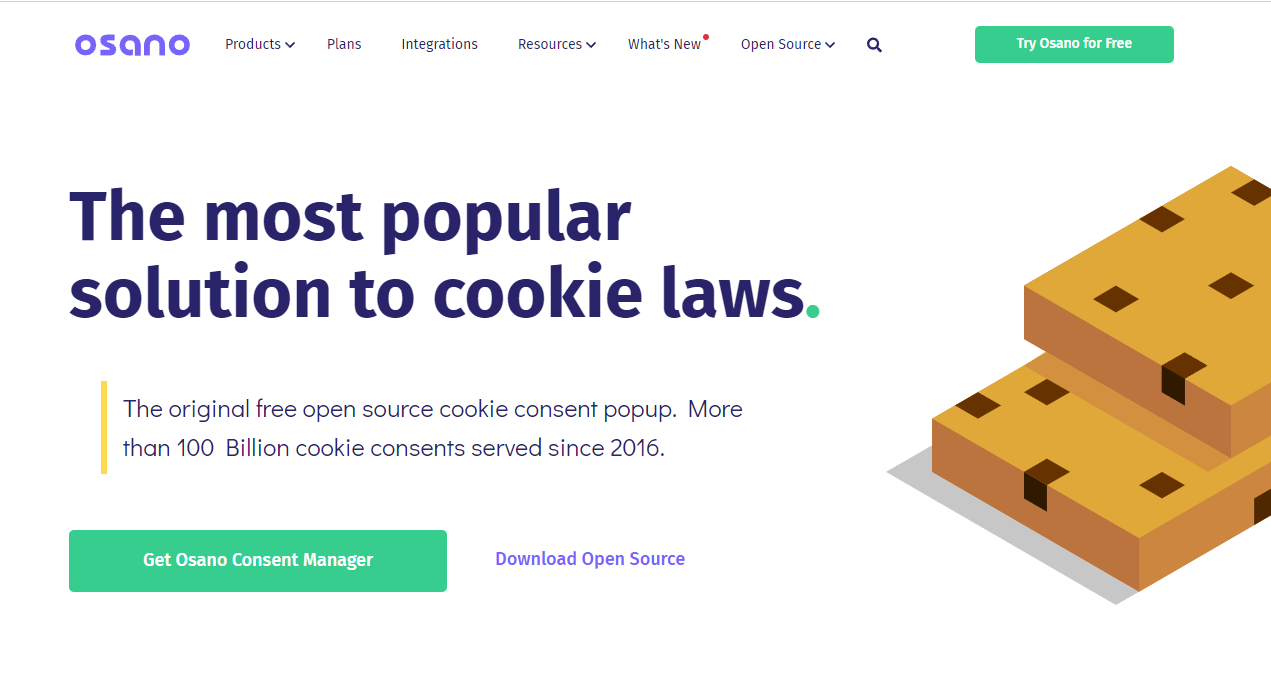 osano Products Plans Integrations Resources What's New Open Source Try Osano for Free
The most popular
solution to cookie laws.
The original free open source cookie consent popup. More
than 100 Billion cookie consents served since 2016.
Get Osano Consent Manager Download Open Source